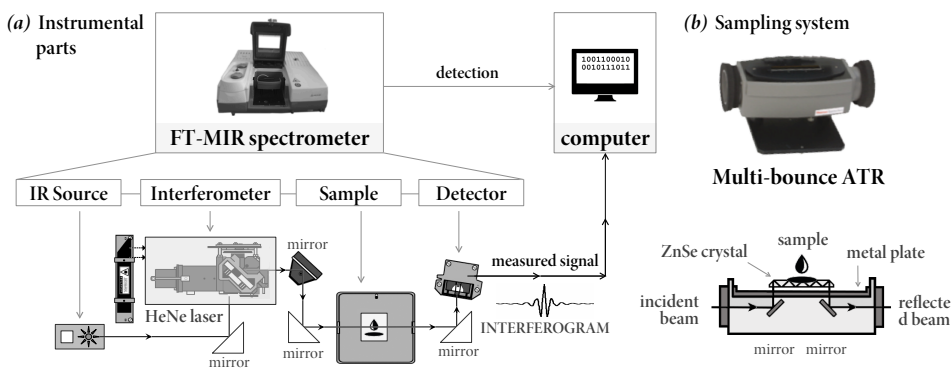 (a) Instrumental
parts
FT-MIR spectrometer
detection
1001100010
0010111011
computer
IR Source
Interferometer
Sample
Detector
HeNe laser
mirror
mirror
mirror
mirror
measured signal
INTERFEROGRAM
(b) Sampling system
Multi-bounce ATR
ZnSe crystal
sample
metal plate
incident
beam
reflecte
d beam
mirror mirror